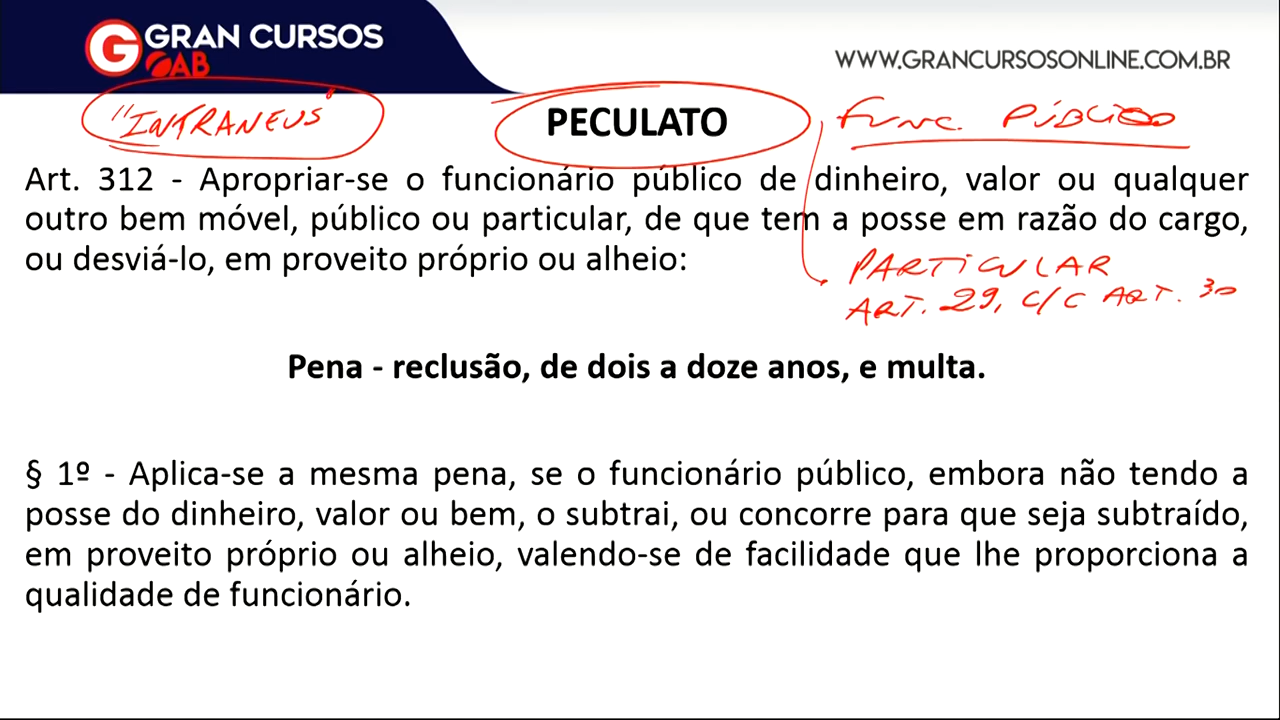 GRAN CURSOS
OAB
WWW.GRANCURSOSONLINE.COM.BR
"INTRANEUS"
PECULATO
FUNC. PÚBLICO
Art. 312 - Apropriar-se o funcionário público de dinheiro, valor ou qualquer
outro bem móvel, público ou particular, de que tem a posse em razão do cargo,
ou desviá-lo, em proveito próprio ou alheio:
PARTICULAR
ART. 29, C/C ART. 30
Pena - reclusão, de dois a doze anos, e multa.
§ 1º - Aplica-se a mesma pena, se o funcionário público, embora não tendo a
posse do dinheiro, valor ou bem, o subtrai, ou concorre para que seja subtraído,
em proveito próprio ou alheio, valendo-se de facilidade que lhe proporciona a
qualidade de funcionário.